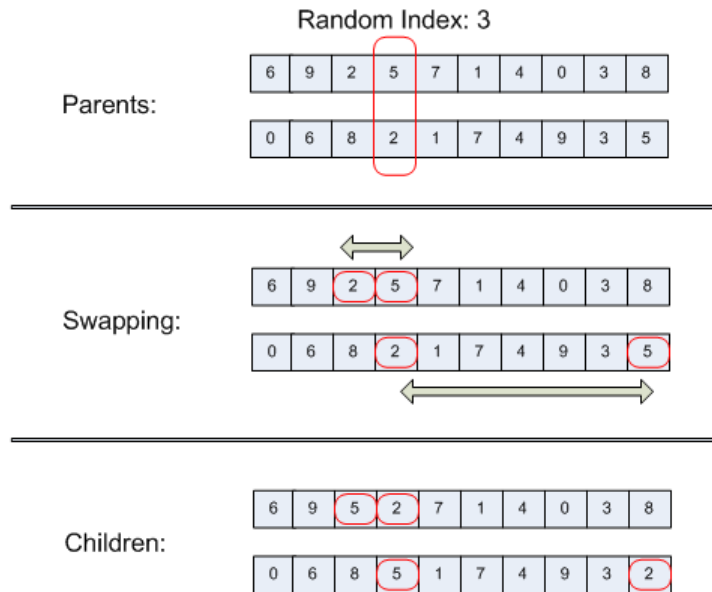 Random Index: 3
6 9 2 5 7 1 4 0 3 8
Parents:
0 6 8 2 1 7 4 9 3 5
6 9 2 5 7 1 4 0 3 8
Swapping:
0 6 8 2 1 7 4 9 3 5
6 9 5 2 7 1 4 0 3 8
Children:
0 6 8 5 1 7 4 9 3 2